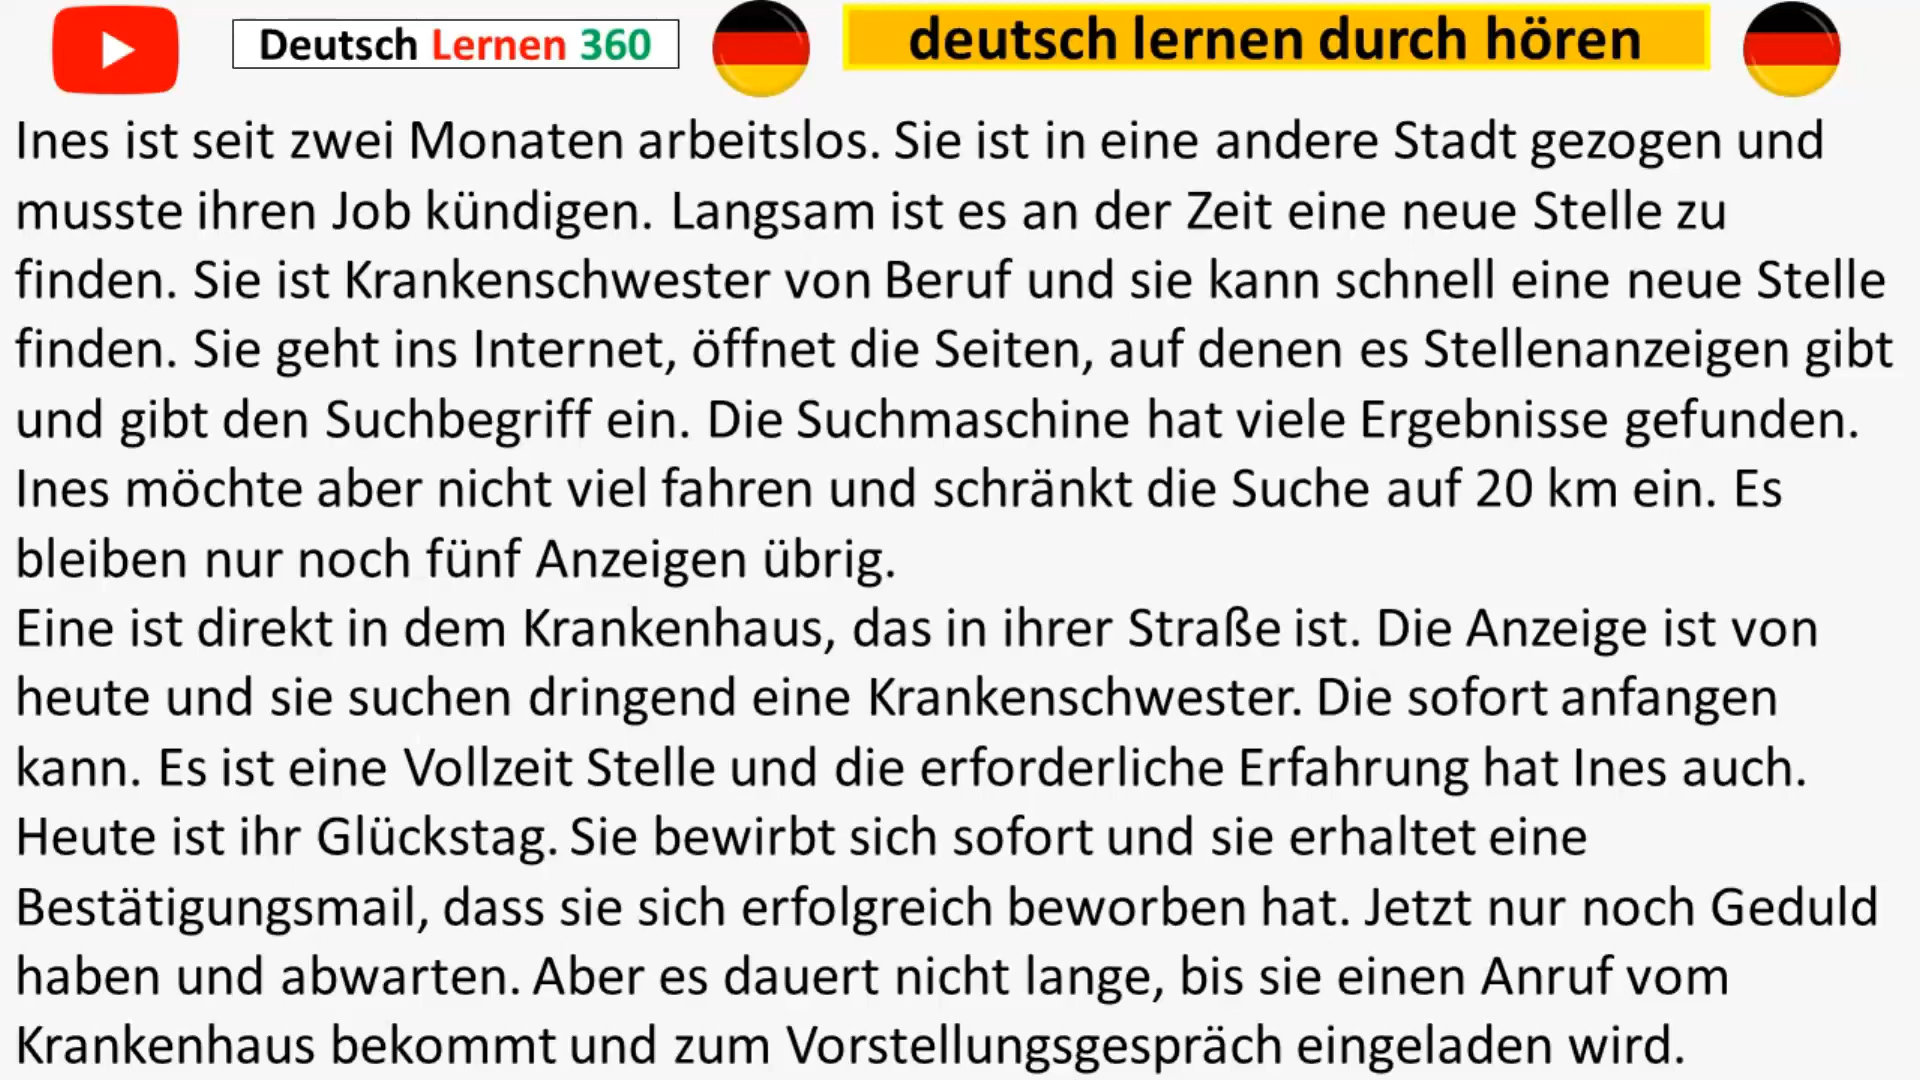 Deutsch Lernen 360
deutsch lernen durch hören
Ines ist seit zwei Monaten arbeitslos. Sie ist in eine andere Stadt gezogen und
musste ihren Job kündigen. Langsam ist es an der Zeit eine neue Stelle zu
finden. Sie ist Krankenschwester von Beruf und sie kann schnell eine neue Stelle
finden. Sie geht ins Internet, öffnet die Seiten, auf denen es Stellenanzeigen gibt
und gibt den Suchbegriff ein. Die Suchmaschine hat viele Ergebnisse gefunden.
Ines möchte aber nicht viel fahren und schränkt die Suche auf 20 km ein. Es
bleiben nur noch fünf Anzeigen übrig.
Eine ist direkt in dem Krankenhaus, das in ihrer Straße ist. Die Anzeige ist von
heute und sie suchen dringend eine Krankenschwester. Die sofort anfangen
kann. Es ist eine Vollzeit Stelle und die erforderliche Erfahrung hat Ines auch.
Heute ist ihr Glückstag. Sie bewirbt sich sofort und sie erhaltet eine
Bestätigungsmail, dass sie sich erfolgreich beworben hat. Jetzt nur noch Geduld
haben und abwarten. Aber es dauert nicht lange, bis sie einen Anruf vom
Krankenhaus bekommt und zum Vorstellungsgespräch eingeladen wird.